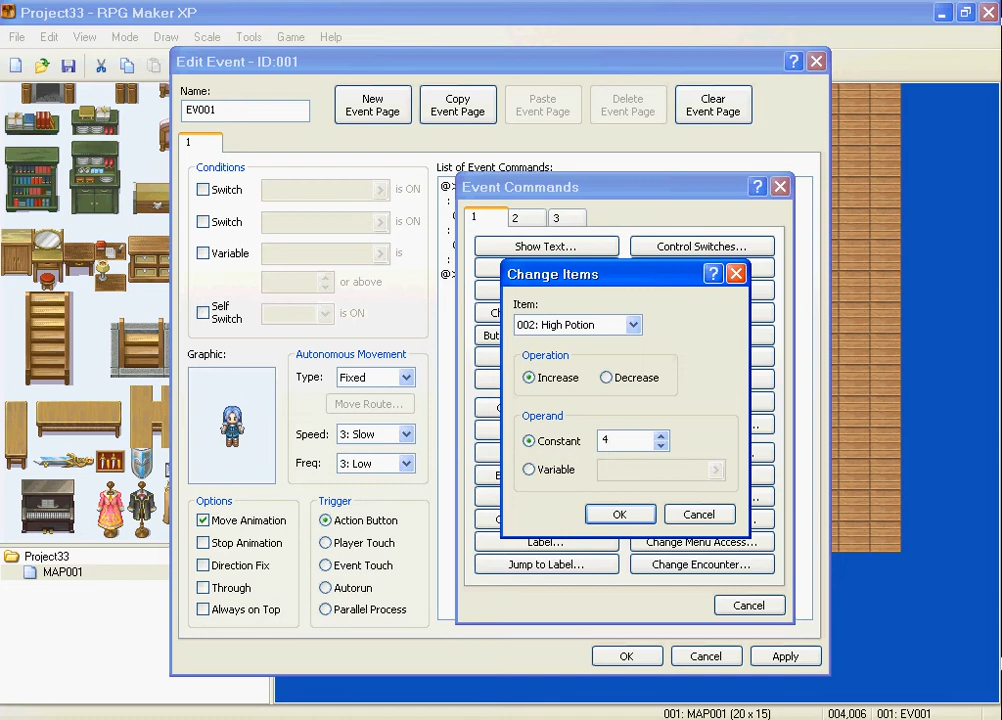 Project33 - RPG Maker XP
File Edit View Mode Draw Scale Tools Game Help
Edit Event - ID:001
Name:
EV001
New Event Page
Copy Event Page
Paste Event Page
Delete Event Page
Clear Event Page
1
Conditions
Switch is ON
Switch is ON
Variable is
or above
Self Switch is ON
Graphic:
Autonomous Movement
Type: Fixed
Move Route...
Speed: 3: Slow
Freq: 3: Low
Options
Move Animation
Stop Animation
Direction Fix
Through
Always on Top
Trigger
Action Button
Player Touch
Event Touch
Autorun
Parallel Process
List of Event Commands:
@>
:
:
:
@>
Event Commands
1 2 3
Show Text...
Control Switches...
Change Items
Item:
002: High Potion
Operation
Increase Decrease
Operand
Constant 4
Variable
OK Cancel
Label...
Change Menu Access...
Jump to Label...
Change Encounter...
Cancel
OK Cancel Apply
Project33
MAP001
001: MAP001 (20 x 15) 004,006 001: EV001